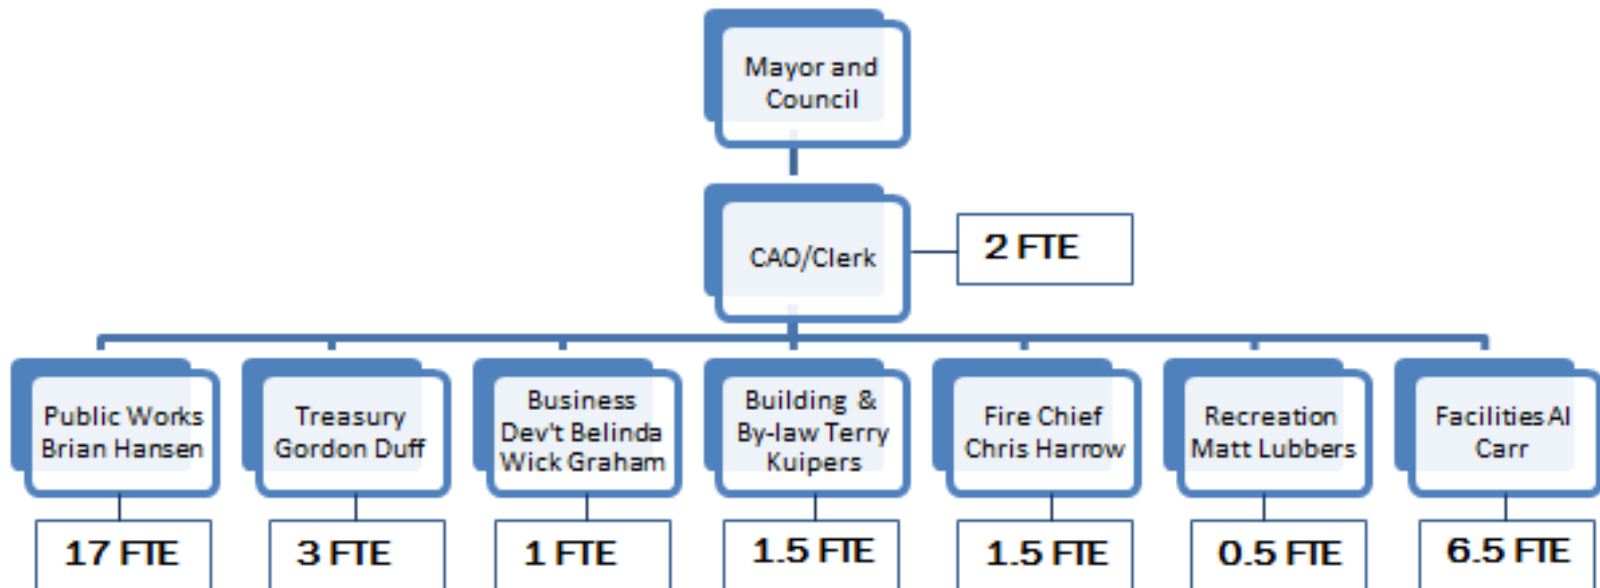 Mayor and
Council
CAO/Clerk
2 FTE
Public Works
Brian Hansen
Treasury
Gordon Duff
Business
Dev't Belinda
Wick Graham
Building &
By-law Terry
Kuipers
Fire Chief
Chris Harrow
Recreation
Matt Lubbers
Facilities Al
Carr
17 FTE
3 FTE
1 FTE
1.5 FTE
1.5 FTE
0.5 FTE
6.5 FTE